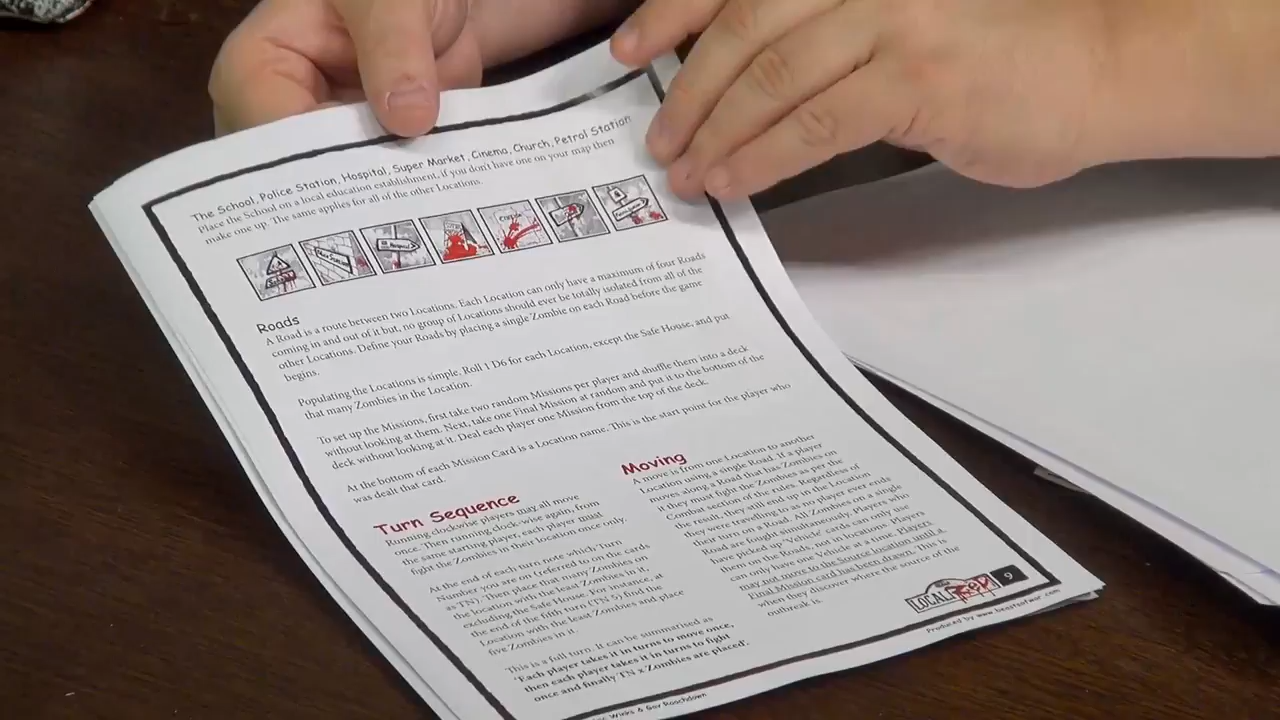 The School, Police Station, Hospital, Super Market, Cinema, Church, Petrol Station
Place the School on a local education establishment, if you don't have one on your map then
make one up. The same applies for all of the other Locations.
Roads
A Road is a route between two Locations. Each Location can only have a maximum of four Roads
coming in and out of it but, no group of Locations should ever be totally isolated from all of the
other Locations. Define your Roads by placing a single Zombie on each Road before the game
begins.
Populating the Locations is simple. Roll 1 D6 for each Location, except the Safe House, and put
that many Zombies in the Location.
To set up the Missions, first take two random Missions per player and shuffle them into a deck
without looking at them. Next, take one Final Mission at random and put it to the bottom of the
deck without looking at it. Deal each player one Mission from the top of the deck.
At the bottom of each Mission Card is a Location name. This is the start point for the player who
was dealt that card.
Turn Sequence
Running clockwise players may all move
once. Then running clock-wise again, from
the same starting player, each player must
fight the Zombies in their location once only.
At the end of each turn note which Turn
Number you are on (referred to on the cards
as TN). Then place that many Zombies on
the location with the least Zombies in it,
excluding the Safe House. For instance, at
the end of the fifth turn (TN 5) find the
Location with the least Zombies and place
five Zombies in it.
This is a full turn. It can be summarised as
'Each player takes it in turns to move once,
then each player takes it in turns to fight
once and finally TN x Zombies are placed'.
Moving
A move is from one Location to another
Location using a single Road. If a player
moves along a Road that has Zombies on
it they must fight the Zombies as per the
Combat section of the rules. Regardless of
the result, they still end up in the Location
they were travelling to as no player ever ends
their turn on a Road. All Zombies on a single
Road are fought simultaneously. Players who
have picked up 'Vehicle' cards can only use
them on the Roads, not in locations. Players
can only have one Vehicle at a time. Players
may not move to the Source location until a
Final Mission card has been drawn. This is
when they discover where the source of the
outbreak is.
LOCAL
9
Produced by www.beastsofwar.com
Winks & Gav Roachdown